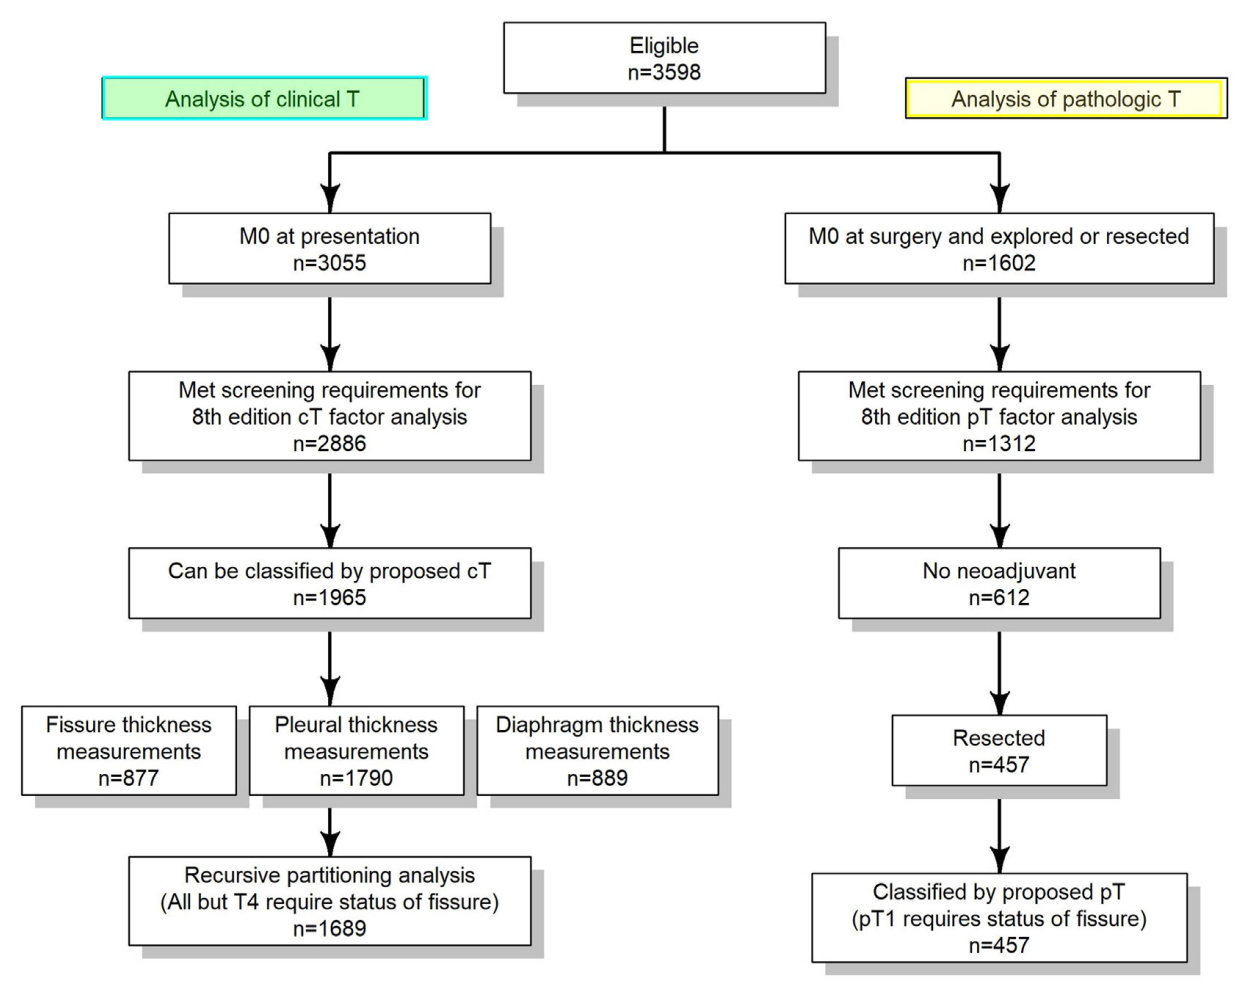 Eligible
n=3598
Analysis of clinical T
Analysis of pathologic T
M0 at presentation
n=3055
M0 at surgery and explored or resected
n=1602
Met screening requirements for
8th edition cT factor analysis
n=2886
Met screening requirements for
8th edition pT factor analysis
n=1312
Can be classified by proposed cT
n=1965
No neoadjuvant
n=612
Fissure thickness
measurements
n=877
Pleural thickness
measurements
n=1790
Diaphragm thickness
measurements
n=889
Resected
n=457
Recursive partitioning analysis
(All but T4 require status of fissure)
n=1689
Classified by proposed pT
(pT1 requires status of fissure)
n=457